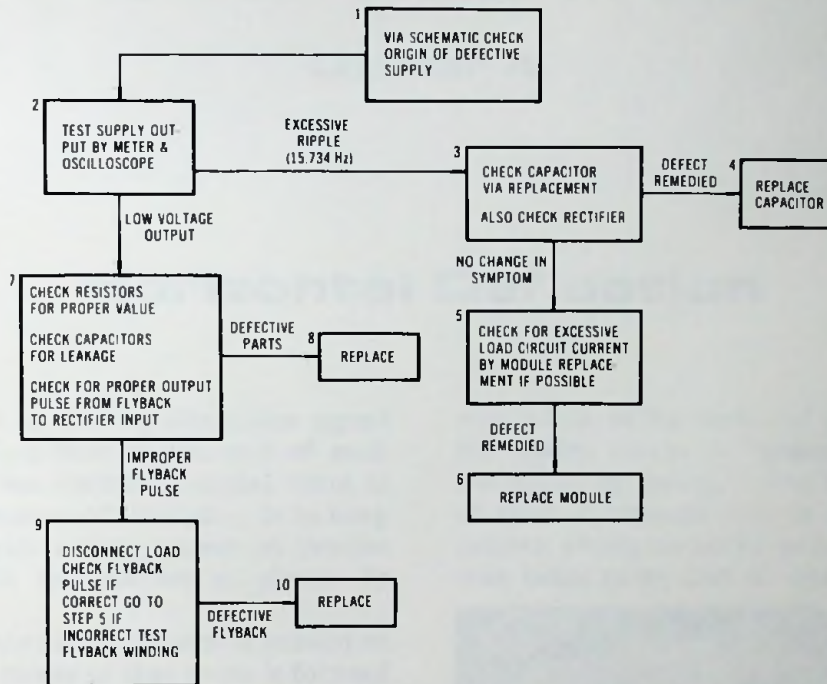 1
VIA SCHEMATIC CHECK
ORIGIN OF DEFECTIVE
SUPPLY
2
TEST SUPPLY OUT-
PUT BY METER &
OSCILLOSCOPE
EXCESSIVE
RIPPLE
(15.734 Hz)
3
CHECK CAPACITOR
VIA REPLACEMENT
ALSO CHECK RECTIFIER
DEFECT
REMEDIED
4
REPLACE
CAPACITOR
LOW VOLTAGE
OUTPUT
NO CHANGE IN
SYMPTOM
5
CHECK FOR EXCESSIVE
LOAD CIRCUIT CURRENT
BY MODULE REPLACE-
MENT IF POSSIBLE
DEFECT
REMEDIED
6
REPLACE MODULE
7
CHECK RESISTORS
FOR PROPER VALUE
CHECK CAPACITORS
FOR LEAKAGE
CHECK FOR PROPER OUTPUT
PULSE FROM FLYBACK
TO RECTIFIER INPUT
DEFECTIVE
PARTS
8
REPLACE
IMPROPER
FLYBACK
PULSE
9
DISCONNECT LOAD
CHECK FLYBACK
PULSE IF
CORRECT GO TO
STEP 5 IF
INCORRECT TEST
FLYBACK WINDING
DEFECTIVE
FLYBACK
10
REPLACE